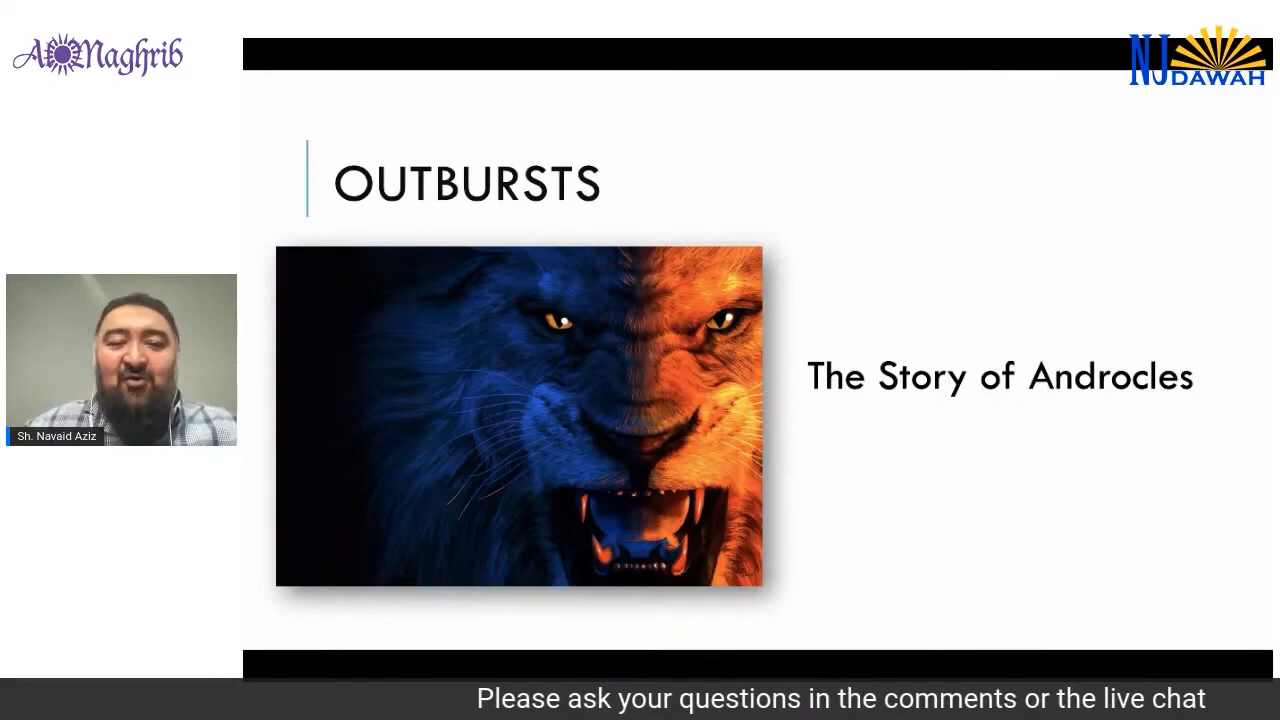 AlMaghrib
NJ
DAWAH
OUTBURSTS
The Story of Androcles
Sh. Navaid Aziz
Please ask your questions in the comments or the live chat